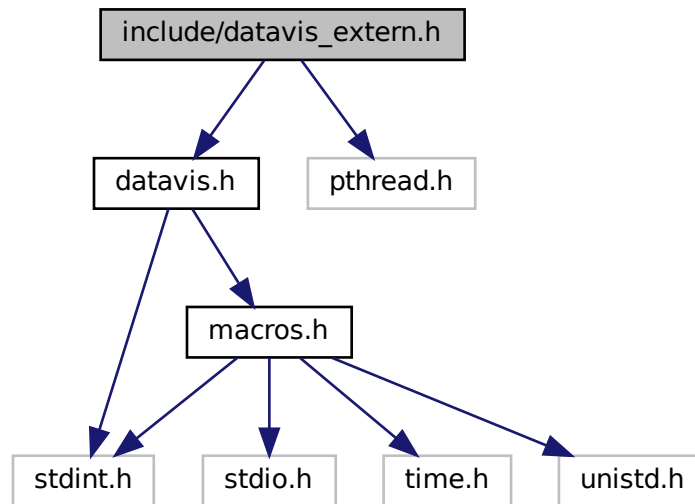 include/datavis_extern.h
datavis.h
pthread.h
macros.h
stdint.h
stdio.h
time.h
unistd.h